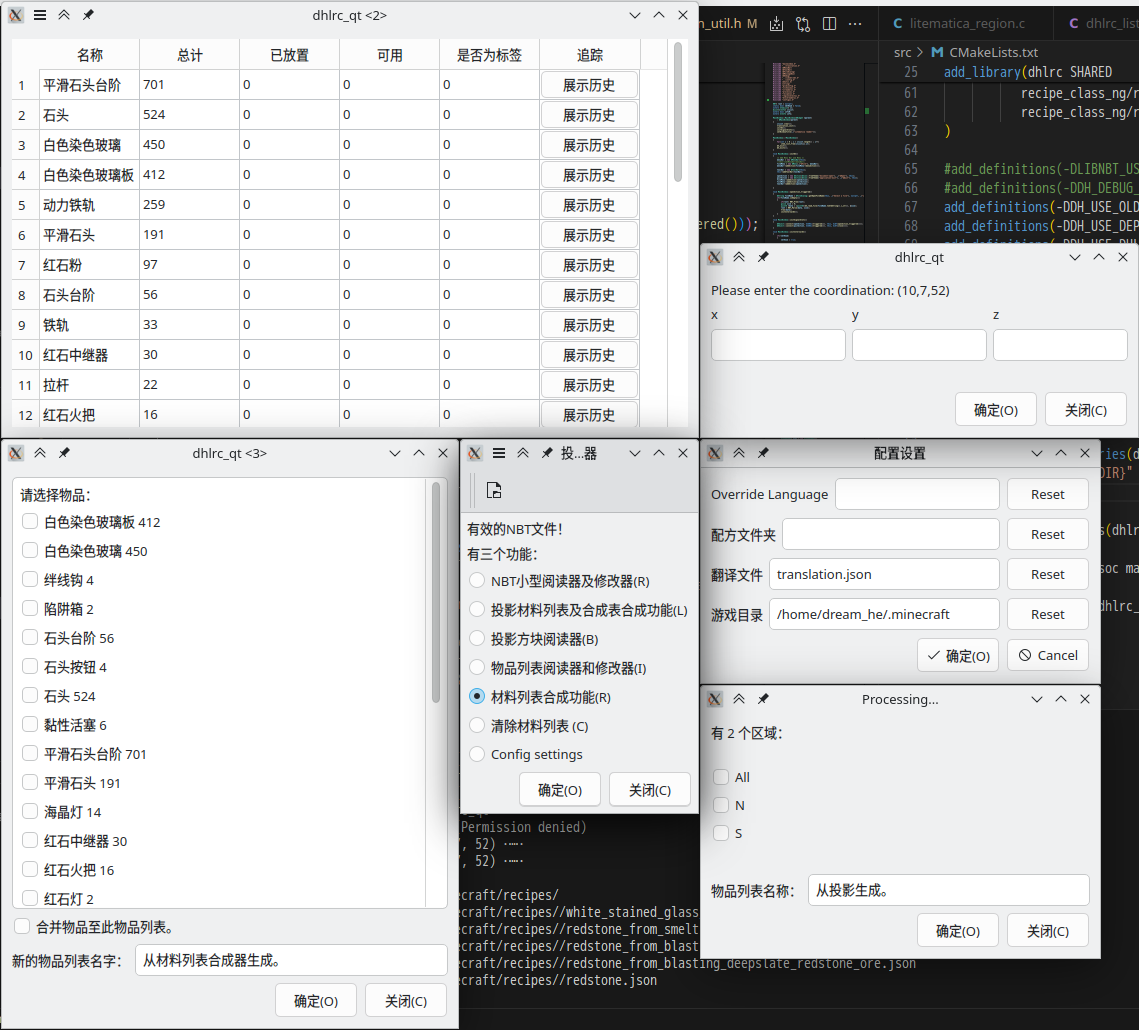 dhlrc_qt <2>
名称 总计 已放置 可用 是否为标签 追踪
1 平滑石头台阶 701 0 0 0 展示历史
2 石头 524 0 0 0 展示历史
3 白色染色玻璃 450 0 0 0 展示历史
4 白色染色玻璃板 412 0 0 0 展示历史
5 动力铁轨 259 0 0 0 展示历史
6 平滑石头 191 0 0 0 展示历史
7 红石粉 97 0 0 0 展示历史
8 石头台阶 56 0 0 0 展示历史
9 铁轨 33 0 0 0 展示历史
10 红石中继器 30 0 0 0 展示历史
11 拉杆 22 0 0 0 展示历史
12 红石火把 16 0 0 0 展示历史
n_util.h M
litematica_region.c
dhlrc_list
src > CMakeLists.txt
25 add_library(dhlrc SHARED
61 recipe_class_ng/r
62 recipe_class_ng/r
63 )
64
65 #add_definitions(-DLIBNBT_US
66 #add_definitions(-DDH_DEBUG_
67 add_definitions(-DDH_USE_OLD
68 add_definitions(-DDH_USE_DEP
ered()));
dhlrc_qt
Please enter the coordination: (10,7,52)
x y z
确定(O) 关闭(C)
dhlrc_qt <3>
请选择物品：
白色染色玻璃板 412
白色染色玻璃 450
绊线钩 4
陷阱箱 2
石头台阶 56
石头按钮 4
石头 524
黏性活塞 6
平滑石头台阶 701
平滑石头 191
海晶灯 14
红石中继器 30
红石火把 16
红石灯 2
合并物品至此物品列表。
新的物品列表名字： 从材料列表合成器生成。
确定(O) 关闭(C)
投...器
有效的NBT文件！
有三个功能：
NBT小型阅读器及修改器(R)
投影材料列表及合成表合成功能(L)
投影方块阅读器(B)
物品列表阅读器和修改器(I)
材料列表合成功能(R)
清除材料列表 (C)
Config settings
确定(O) 关闭(C)
配置设置
Override Language Reset
配方文件夹 Reset
翻译文件 translation.json Reset
游戏目录 /home/dream_he/.minecraft Reset
确定(O) Cancel
ries(d
DIR}"
s(dhlr
soc ma
dhlrc_
Processing...
有 2 个区域：
All
N
S
物品列表名称： 从投影生成。
确定(O) 关闭(C)
Permission denied)
, 52)
, 52)
ecraft/recipes/
ecraft/recipes//white_stained_glass
ecraft/recipes//redstone_from_smelt
ecraft/recipes//redstone_from_blast
ecraft/recipes//redstone_from_blasting_deepslate_redstone_ore.json
ecraft/recipes//redstone.json